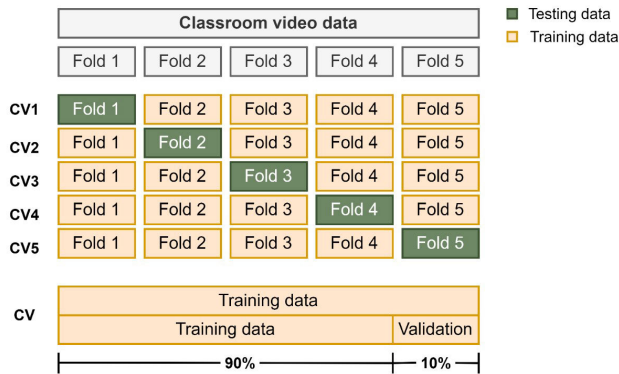 Classroom video data
Testing data
Training data
Fold 1 Fold 2 Fold 3 Fold 4 Fold 5
CV1 Fold 1 Fold 2 Fold 3 Fold 4 Fold 5
CV2 Fold 1 Fold 2 Fold 3 Fold 4 Fold 5
CV3 Fold 1 Fold 2 Fold 3 Fold 4 Fold 5
CV4 Fold 1 Fold 2 Fold 3 Fold 4 Fold 5
CV5 Fold 1 Fold 2 Fold 3 Fold 4 Fold 5
CV
Training data
Training data Validation
90% 10%